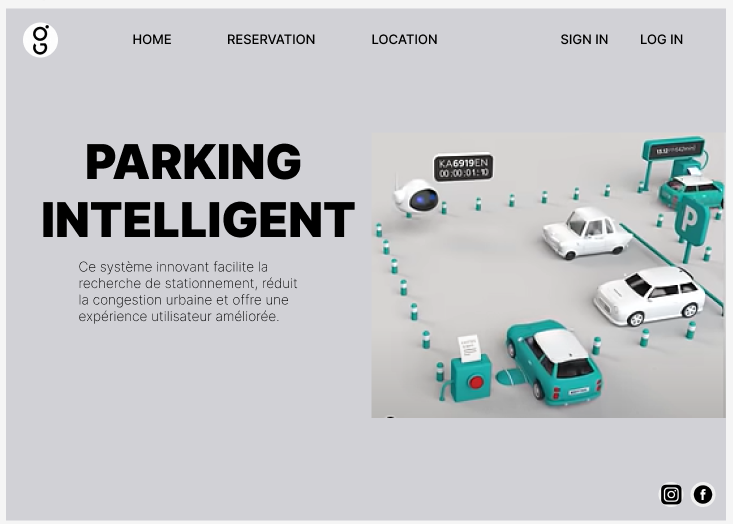 HOME RESERVATION LOCATION SIGN IN LOG IN
PARKING
INTELLIGENT
Ce système innovant facilite la
recherche de stationnement, réduit
la congestion urbaine et offre une
expérience utilisateur améliorée.
KA6919EN
00:00:01:10
P